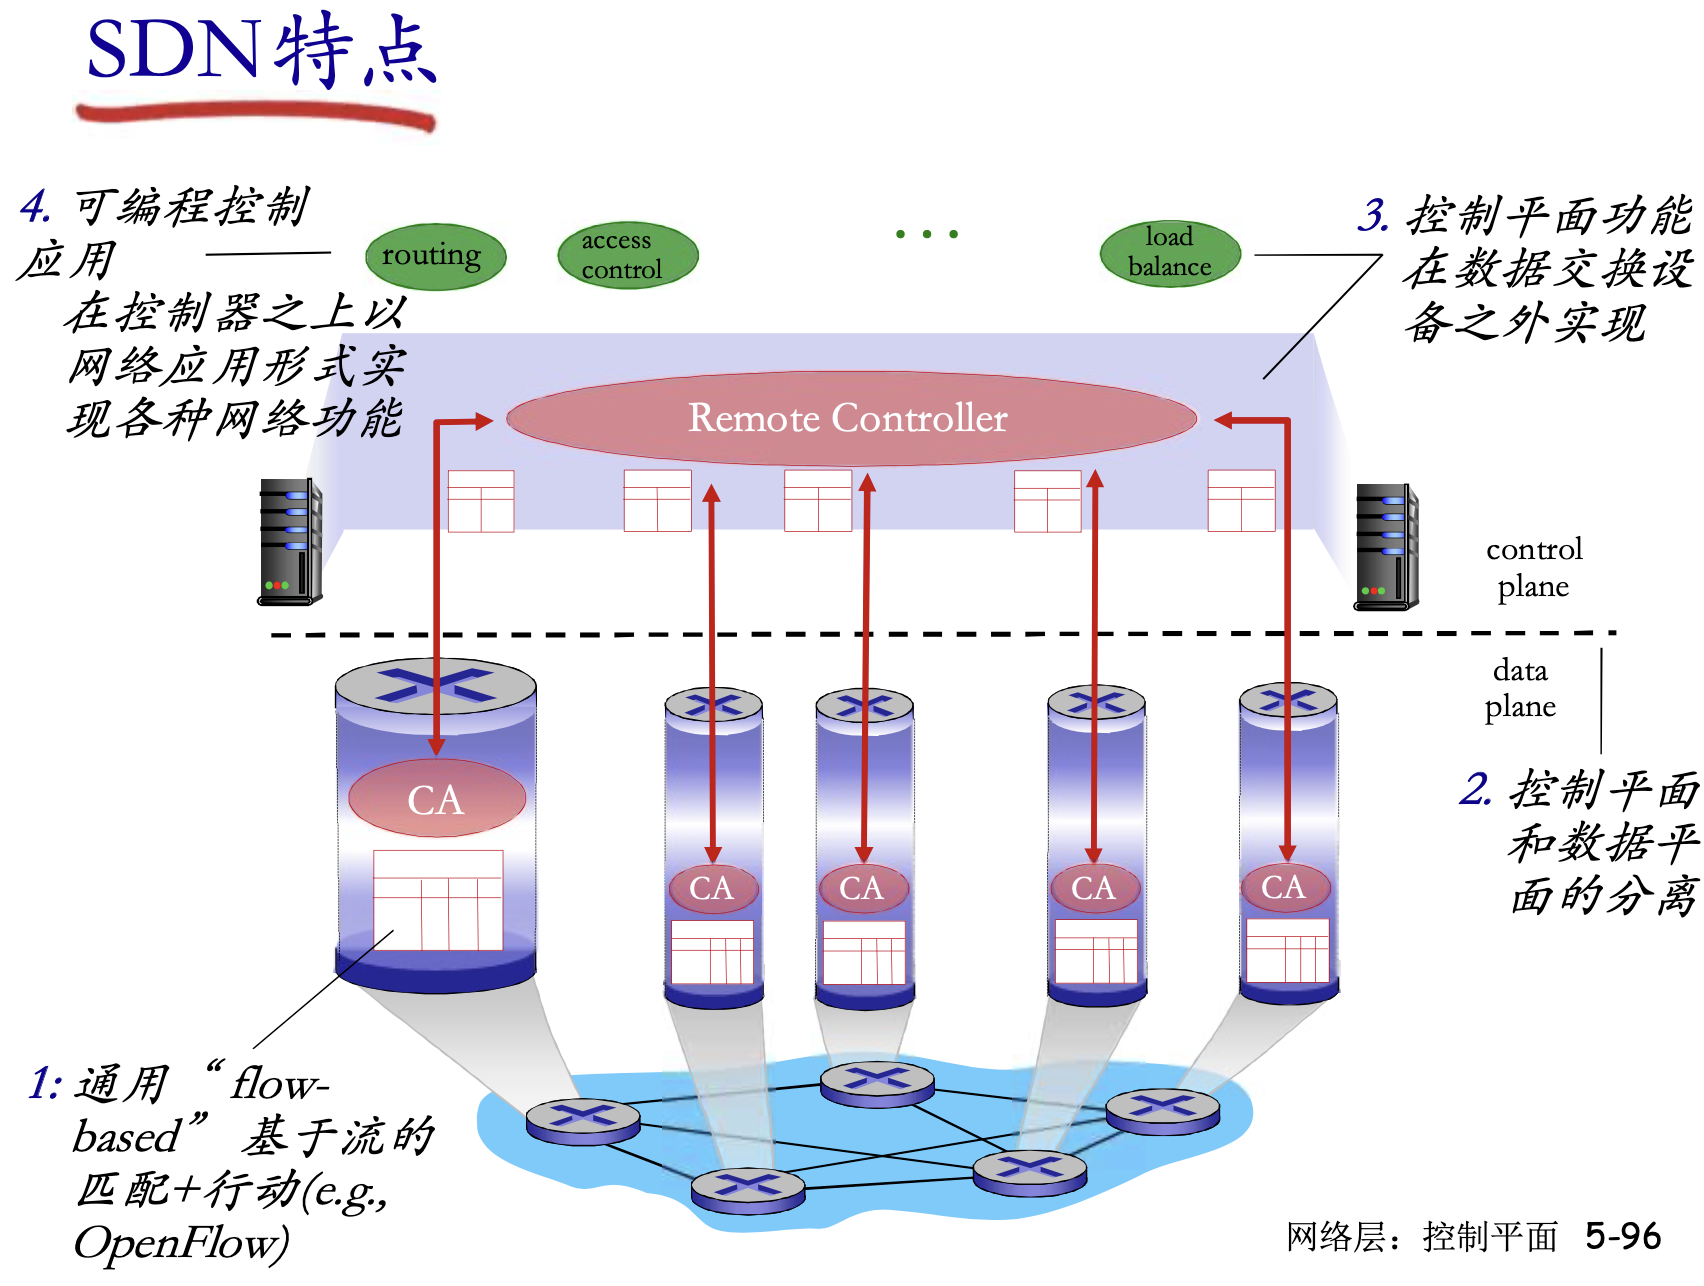 SDN特点
4. 可编程控制
应用
在控制器之上以
网络应用形式实
现各种网络功能
routing
access
control
...
load
balance
3. 控制平面功能
在数据交换设
备之外实现
Remote Controller
control
plane
data
plane
2. 控制平面
和数据平
面的分离
CA
CA
CA
CA
CA
1: 通用“flow-
based” 基于流的
匹配+行动(e.g.,
OpenFlow)
网络层：控制平面 5-96